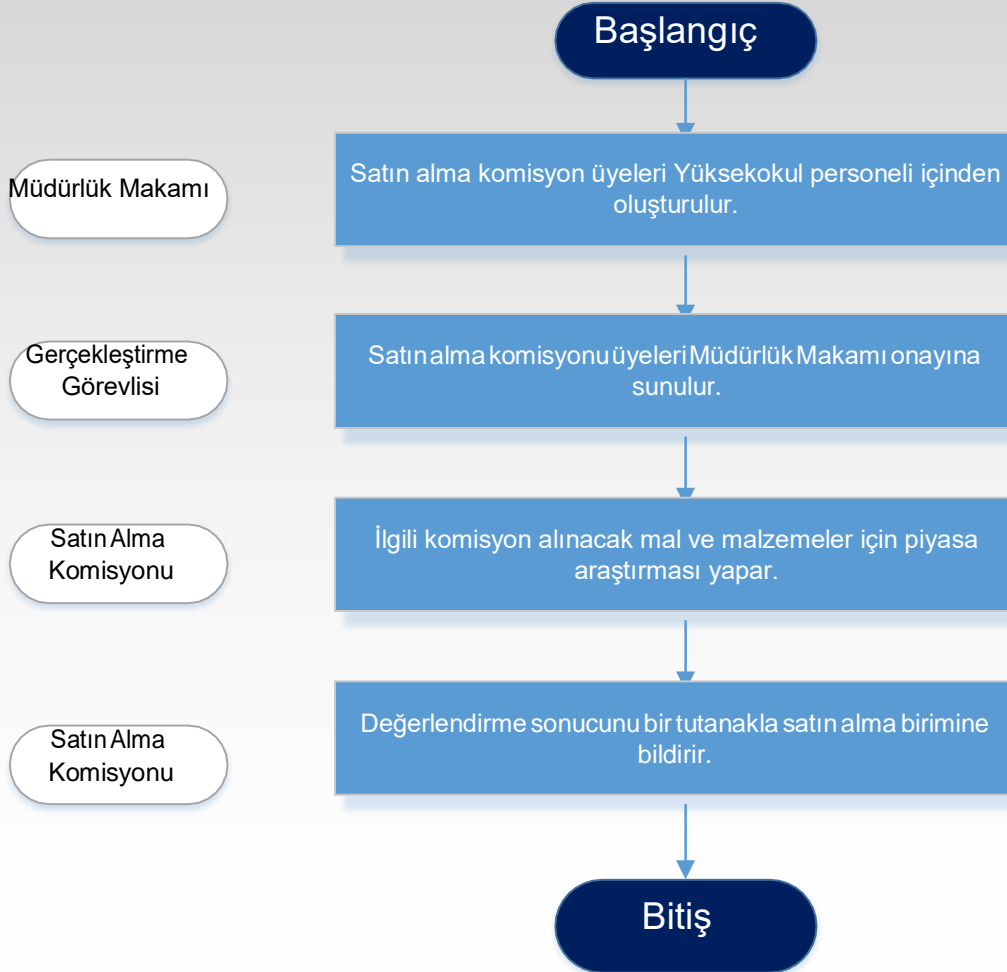 Başlangıç
Müdürlük Makamı
Satın alma komisyon üyeleri Yüksekokul personeli içinden
oluşturulur.
Gerçekleştirme
Görevlisi
Satın alma komisyonu üyeleri Müdürlük Makamı onayına
sunulur.
Satın Alma
Komisyonu
İlgili komisyon alınacak mal ve malzemeler için piyasa
araştırması yapar.
Satın Alma
Komisyonu
Değerlendirme sonucunu bir tutanakla satın alma birimine
bildirir.
Bitiş